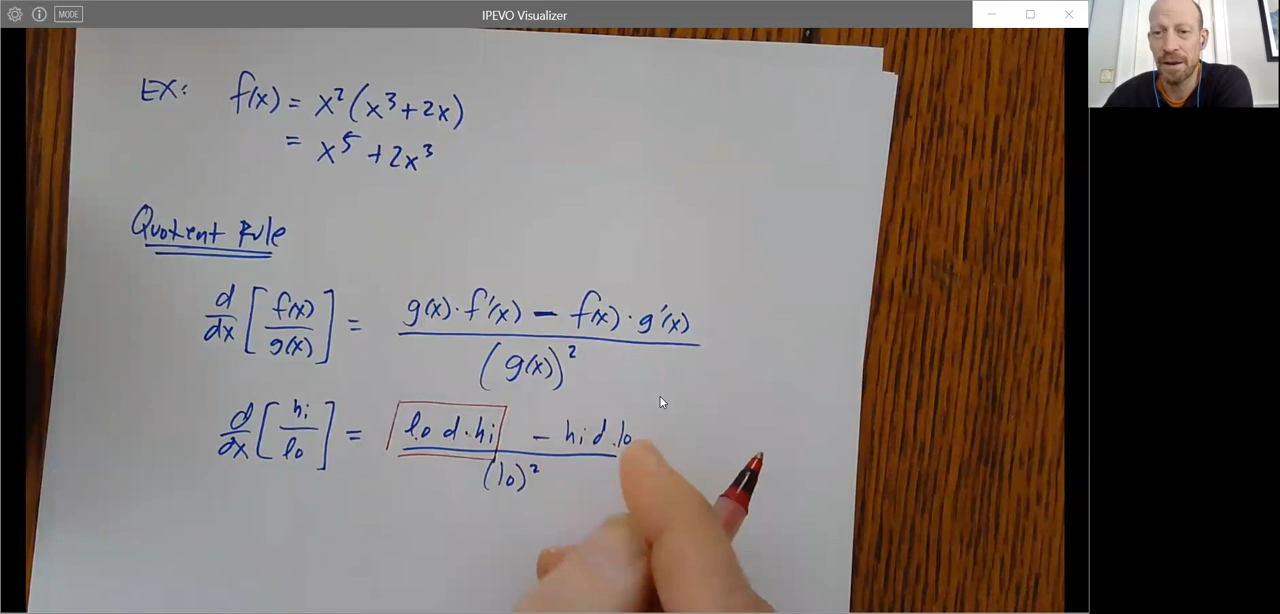 MODE
IPEVO Visualizer
EX: f(x) = x²(x³+2x)
= x⁵ + 2x³
Quotient Rule
d/dx [f(x)/g(x)] = (g(x)·f'(x) − f(x)·g'(x))/(g(x))²
d/dx [hi/lo] = (lo d·hi − hi d·lo)/(lo)²